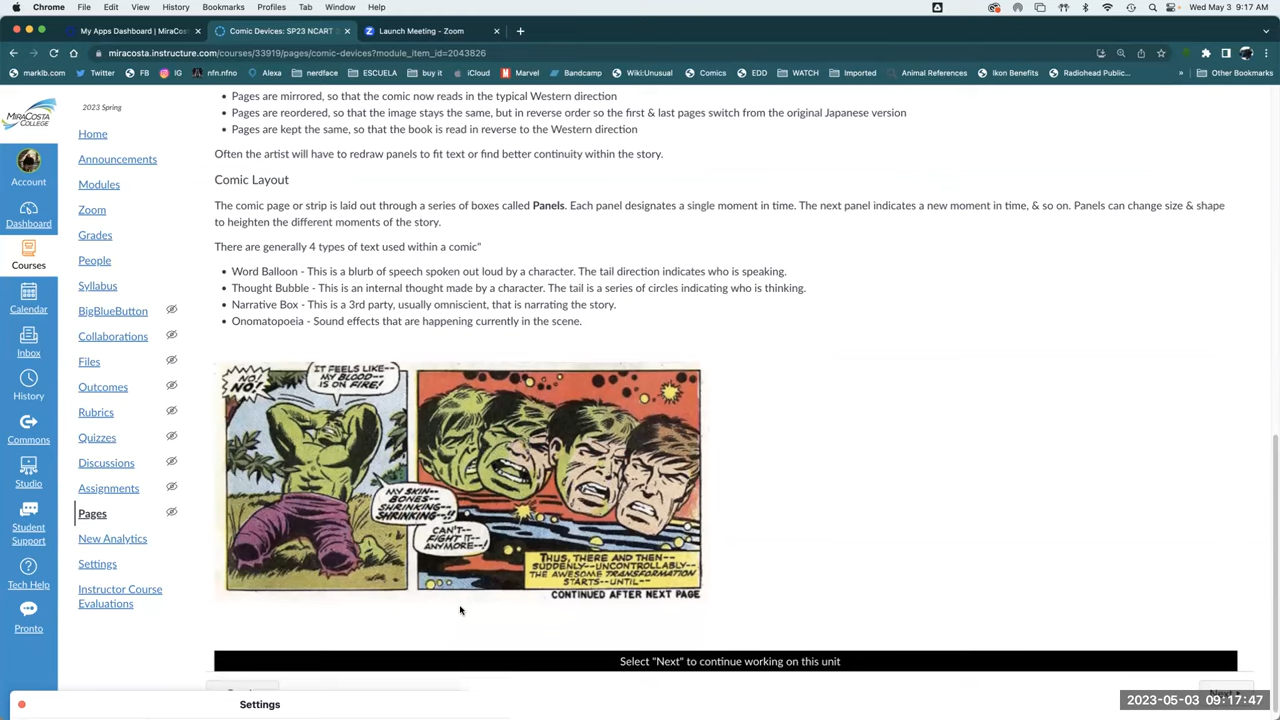 Chrome File Edit View History Bookmarks Profiles Tab Window Help
Wed May 3 9:17 AM
My Apps Dashboard | MiraCost
Comic Devices: SP23 NCART
Launch Meeting - Zoom
miracosta.instructure.com/courses/33919/pages/comic-devices?module_item_id=2043826
marklb.com Twitter FB IG nfn.nfno Alexa nerdface ESCUELA buy it iCloud Marvel Bandcamp Wiki:Unusual Comics EDD WATCH Imported Animal References Ikon Benefits Radiohead Public... » Other Bookmarks
MIRACOSTA COLLEGE
Account
Dashboard
Courses
Calendar
Inbox
History
Commons
Studio
Student Support
Tech Help
Pronto
2023 Spring
Home
Announcements
Modules
Zoom
Grades
People
Syllabus
BigBlueButton
Collaborations
Files
Outcomes
Rubrics
Quizzes
Discussions
Assignments
Pages
New Analytics
Settings
Instructor Course
Evaluations
• Pages are mirrored, so that the comic now reads in the typical Western direction
• Pages are reordered, so that the image stays the same, but in reverse order so the first & last pages switch from the original Japanese version
• Pages are kept the same, so that the book is read in reverse to the Western direction
Often the artist will have to redraw panels to fit text or find better continuity within the story.
Comic Layout
The comic page or strip is laid out through a series of boxes called Panels. Each panel designates a single moment in time. The next panel indicates a new moment in time, & so on. Panels can change size & shape
to heighten the different moments of the story.
There are generally 4 types of text used within a comic"
• Word Balloon - This is a blurb of speech spoken out loud by a character. The tail direction indicates who is speaking.
• Thought Bubble - This is an internal thought made by a character. The tail is a series of circles indicating who is thinking.
• Narrative Box - This is a 3rd party, usually omniscient, that is narrating the story.
• Onomatopoeia - Sound effects that are happening currently in the scene.
NO!
NO!
IT FEELS LIKE--
MY BLOOD--
IS ON FIRE!
MY SKIN--
BONES--
SHRINKING--
SHRINKING--!!
CAN'T--
FIGHT IT--
ANYMORE--!
THUS, THERE AND THEN--
SUDDENLY--UNCONTROLLABLY--
THE AWESOME TRANSFORMATION
STARTS--UNTIL--
CONTINUED AFTER NEXT PAGE
Select "Next" to continue working on this unit
Settings
2023-05-03 09:17:47